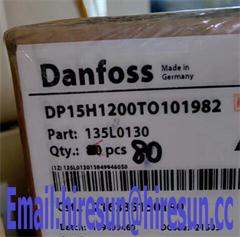 Danfoss
Made in
Germany
DP15H1200TO101982
Part: 135L0130
Qty.: pcs 80
Email:hiresun@hiresun.cc